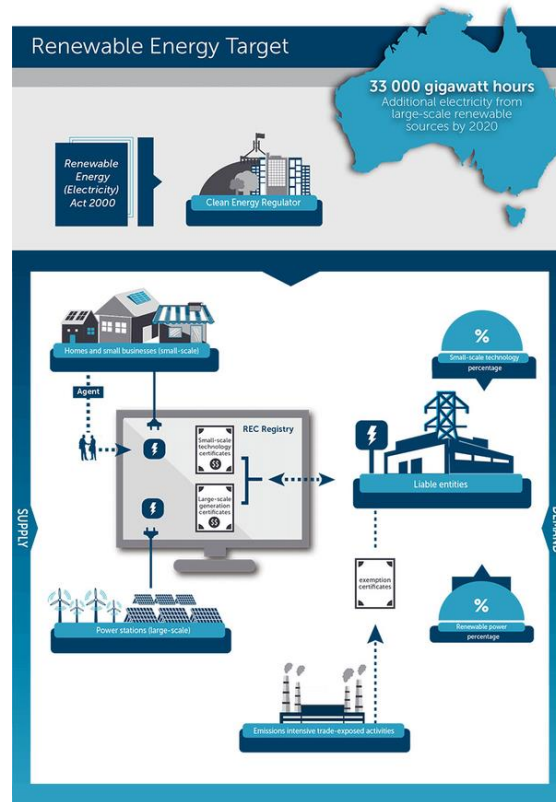 Renewable Energy Target
33 000 gigawatt hours
Additional electricity from
large-scale renewable
sources by 2020
Renewable
Energy
(Electricity)
Act 2000
Clean Energy Regulator
Homes and small businesses (small-scale)
Agent
REC Registry
Small-scale
technology
certificates
$$
Large-scale
generation
certificates
$$
%
Small-scale technology
percentage
Liable entities
SUPPLY
DEMAND
exemption
certificates
%
Renewable power
percentage
Power stations (large-scale)
Emissions intensive trade-exposed activities